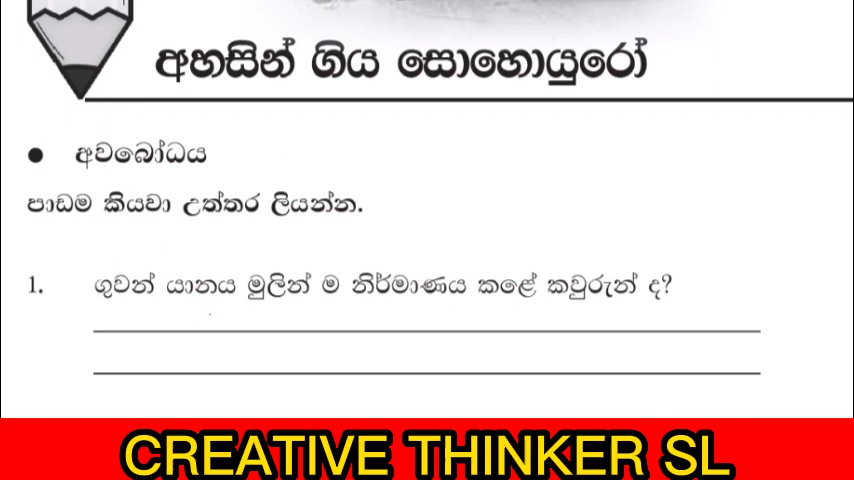 අහසින් ගිය සොහොයුරෝ
● අවබෝධය
පාඩම කියවා උත්තර ලියන්න.
1. ගුවන් යානය මුලින් ම නිර්මාණය කළේ කවුරුන් ද?
CREATIVE THINKER SL